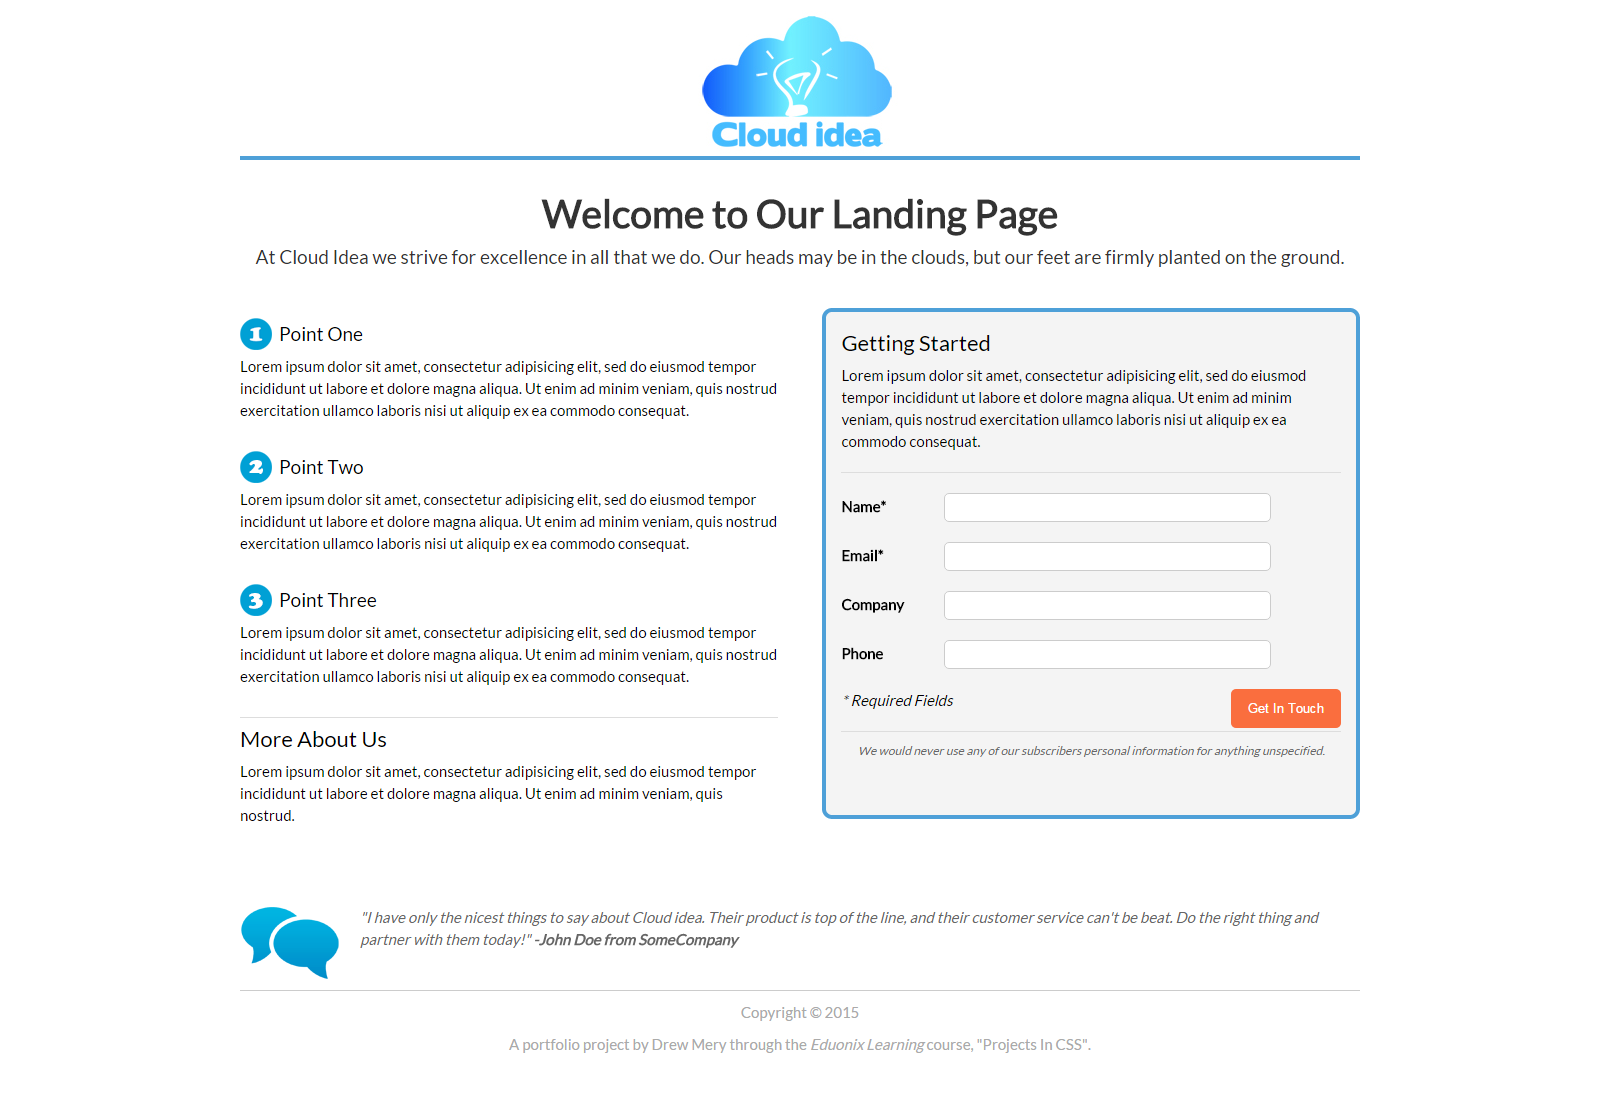 Cloud idea
Welcome to Our Landing Page
At Cloud Idea we strive for excellence in all that we do. Our heads may be in the clouds, but our feet are firmly planted on the ground.
1 Point One
Lorem ipsum dolor sit amet, consectetur adipisicing elit, sed do eiusmod tempor
incididunt ut labore et dolore magna aliqua. Ut enim ad minim veniam, quis nostrud
exercitation ullamco laboris nisi ut aliquip ex ea commodo consequat.
2 Point Two
Lorem ipsum dolor sit amet, consectetur adipisicing elit, sed do eiusmod tempor
incididunt ut labore et dolore magna aliqua. Ut enim ad minim veniam, quis nostrud
exercitation ullamco laboris nisi ut aliquip ex ea commodo consequat.
3 Point Three
Lorem ipsum dolor sit amet, consectetur adipisicing elit, sed do eiusmod tempor
incididunt ut labore et dolore magna aliqua. Ut enim ad minim veniam, quis nostrud
exercitation ullamco laboris nisi ut aliquip ex ea commodo consequat.
More About Us
Lorem ipsum dolor sit amet, consectetur adipisicing elit, sed do eiusmod tempor
incididunt ut labore et dolore magna aliqua. Ut enim ad minim veniam, quis
nostrud.
Getting Started
Lorem ipsum dolor sit amet, consectetur adipisicing elit, sed do eiusmod
tempor incididunt ut labore et dolore magna aliqua. Ut enim ad minim
veniam, quis nostrud exercitation ullamco laboris nisi ut aliquip ex ea
commodo consequat.
Name*
Email*
Company
Phone
* Required Fields
Get In Touch
We would never use any of our subscribers personal information for anything unspecified.
"I have only the nicest things to say about Cloud idea. Their product is top of the line, and their customer service can't be beat. Do the right thing and
partner with them today!" -John Doe from SomeCompany
Copyright © 2015
A portfolio project by Drew Mery through the Eduonix Learning course, "Projects In CSS".